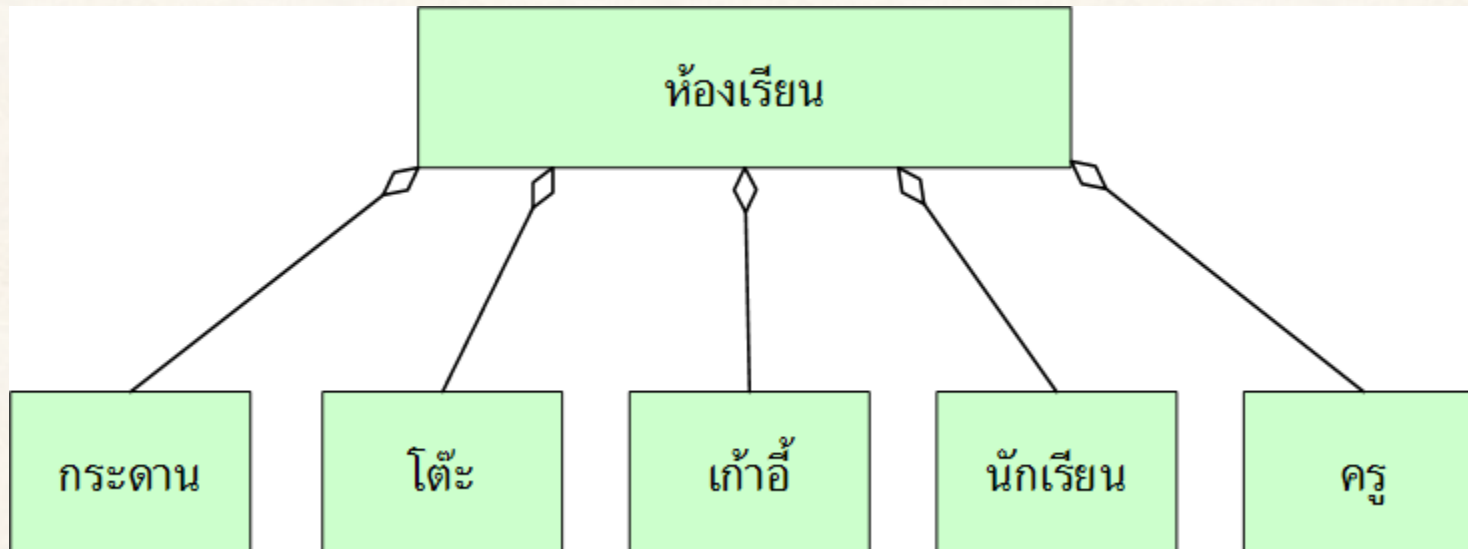 ห้องเรียน
กระดาน
โต๊ะ
เก้าอี้
นักเรียน
ครู